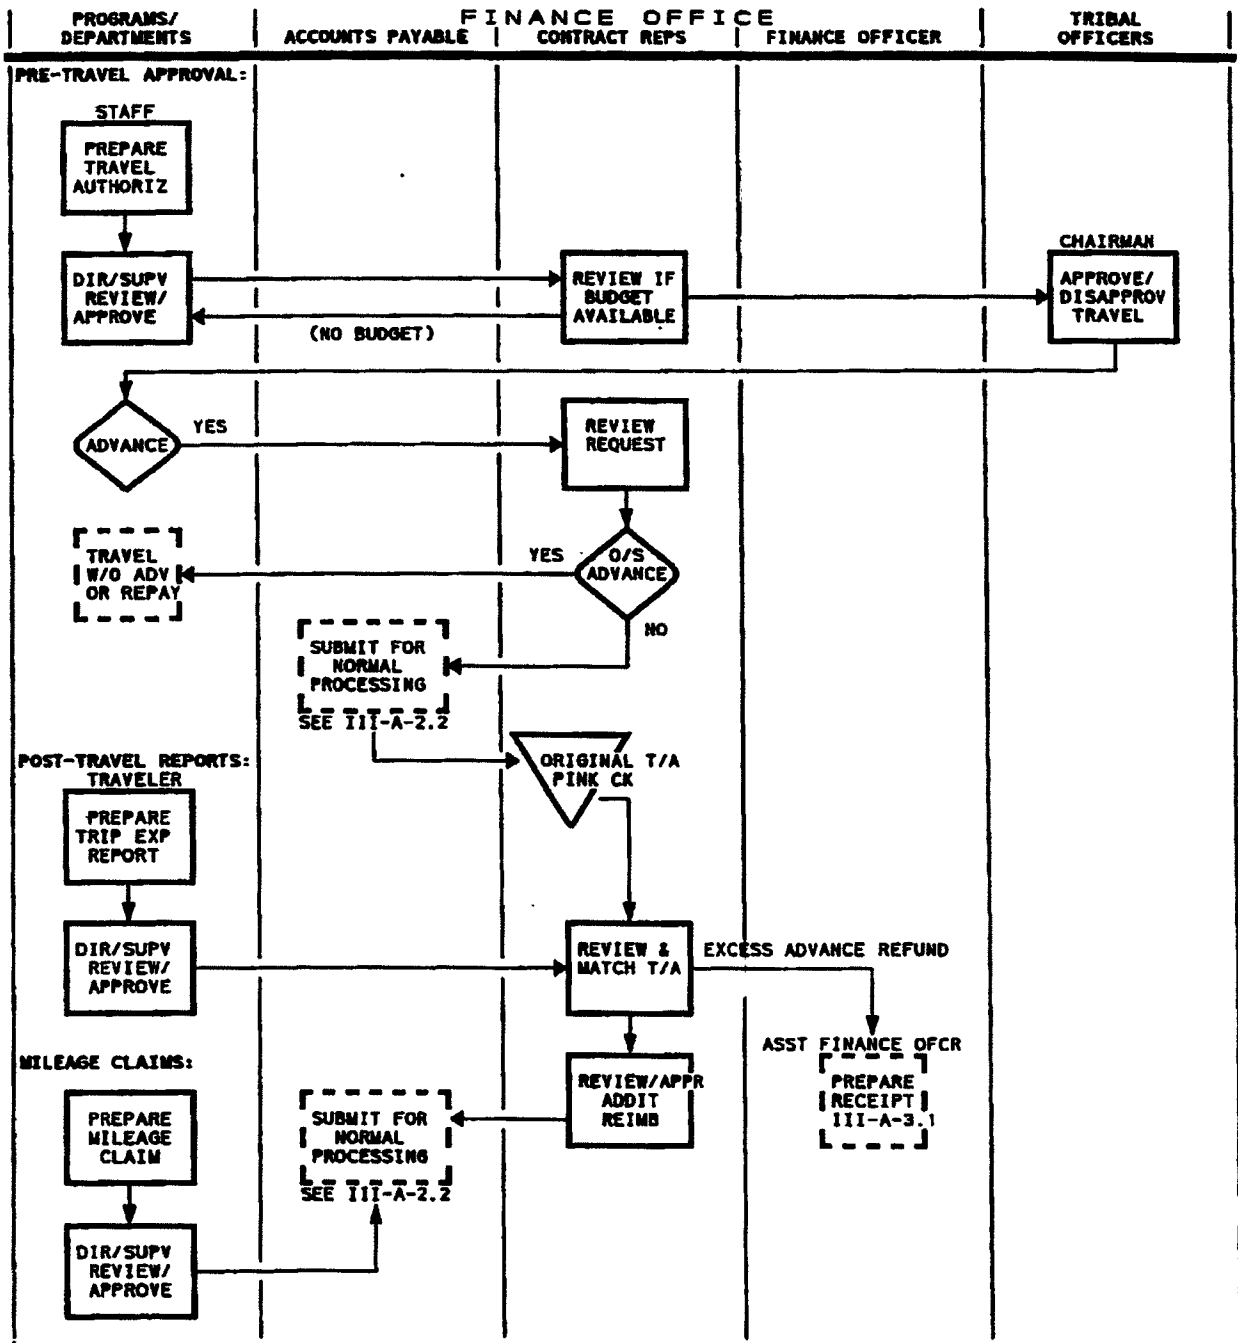 FINANCE OFFICE
PROGRAMS/
DEPARTMENTS
ACCOUNTS PAYABLE
CONTRACT REPS
FINANCE OFFICER
TRIBAL
OFFICERS
PRE-TRAVEL APPROVAL:
STAFF
PREPARE
TRAVEL
AUTHORIZ
DIR/SUPV
REVIEW/
APPROVE
(NO BUDGET)
REVIEW IF
BUDGET
AVAILABLE
CHAIRMAN
APPROVE/
DISAPPROV
TRAVEL
ADVANCE
YES
REVIEW
REQUEST
O/S
ADVANCE
YES
TRAVEL
W/O ADV
OR REPAY
NO
SUBMIT FOR
NORMAL
PROCESSING
SEE III-A-2.2
ORIGINAL T/A
PINK CK
POST-TRAVEL REPORTS:
TRAVELER
PREPARE
TRIP EXP
REPORT
DIR/SUPV
REVIEW/
APPROVE
REVIEW &
MATCH T/A
EXCESS ADVANCE REFUND
ASST FINANCE OFCR
PREPARE
RECEIPT
III-A-3.1
REVIEW/APPR
ADDIT
REIMB
MILEAGE CLAIMS:
PREPARE
MILEAGE
CLAIM
SUBMIT FOR
NORMAL
PROCESSING
SEE III-A-2.2
DIR/SUPV
REVIEW/
APPROVE